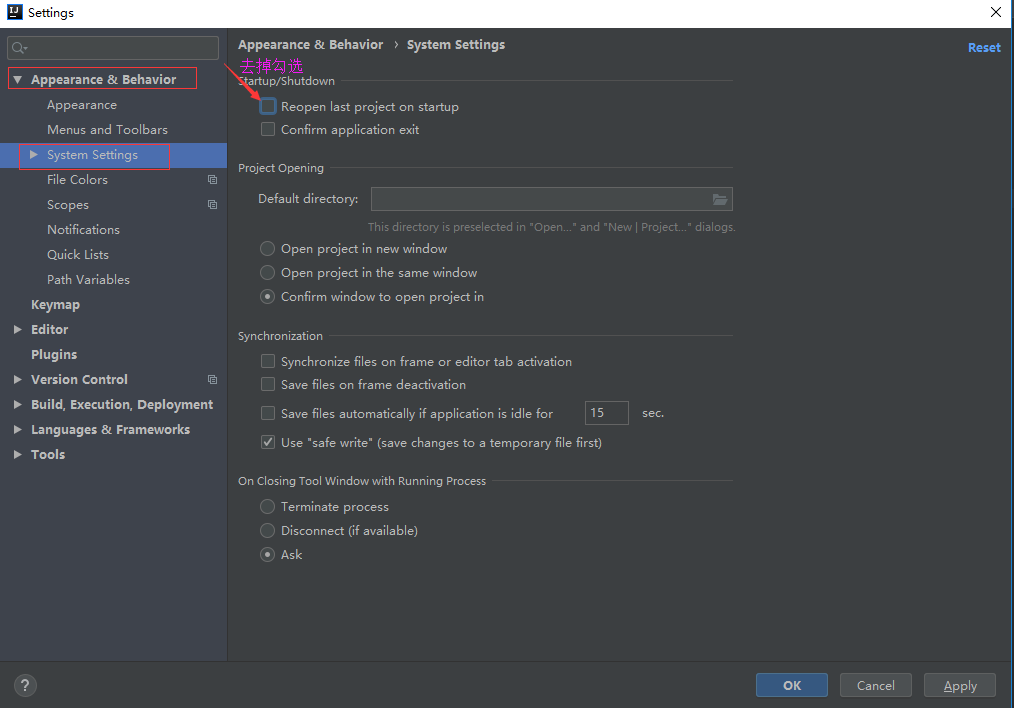 Settings
Appearance & Behavior
Appearance
Menus and Toolbars
System Settings
File Colors
Scopes
Notifications
Quick Lists
Path Variables
Keymap
Editor
Plugins
Version Control
Build, Execution, Deployment
Languages & Frameworks
Tools
Appearance & Behavior › System Settings
Reset
去掉勾选
Startup/Shutdown
Reopen last project on startup
Confirm application exit
Project Opening
Default directory:
This directory is preselected in "Open..." and "New | Project..." dialogs.
Open project in new window
Open project in the same window
Confirm window to open project in
Synchronization
Synchronize files on frame or editor tab activation
Save files on frame deactivation
Save files automatically if application is idle for 15 sec.
Use "safe write" (save changes to a temporary file first)
On Closing Tool Window with Running Process
Terminate process
Disconnect (if available)
Ask
?
OK Cancel Apply